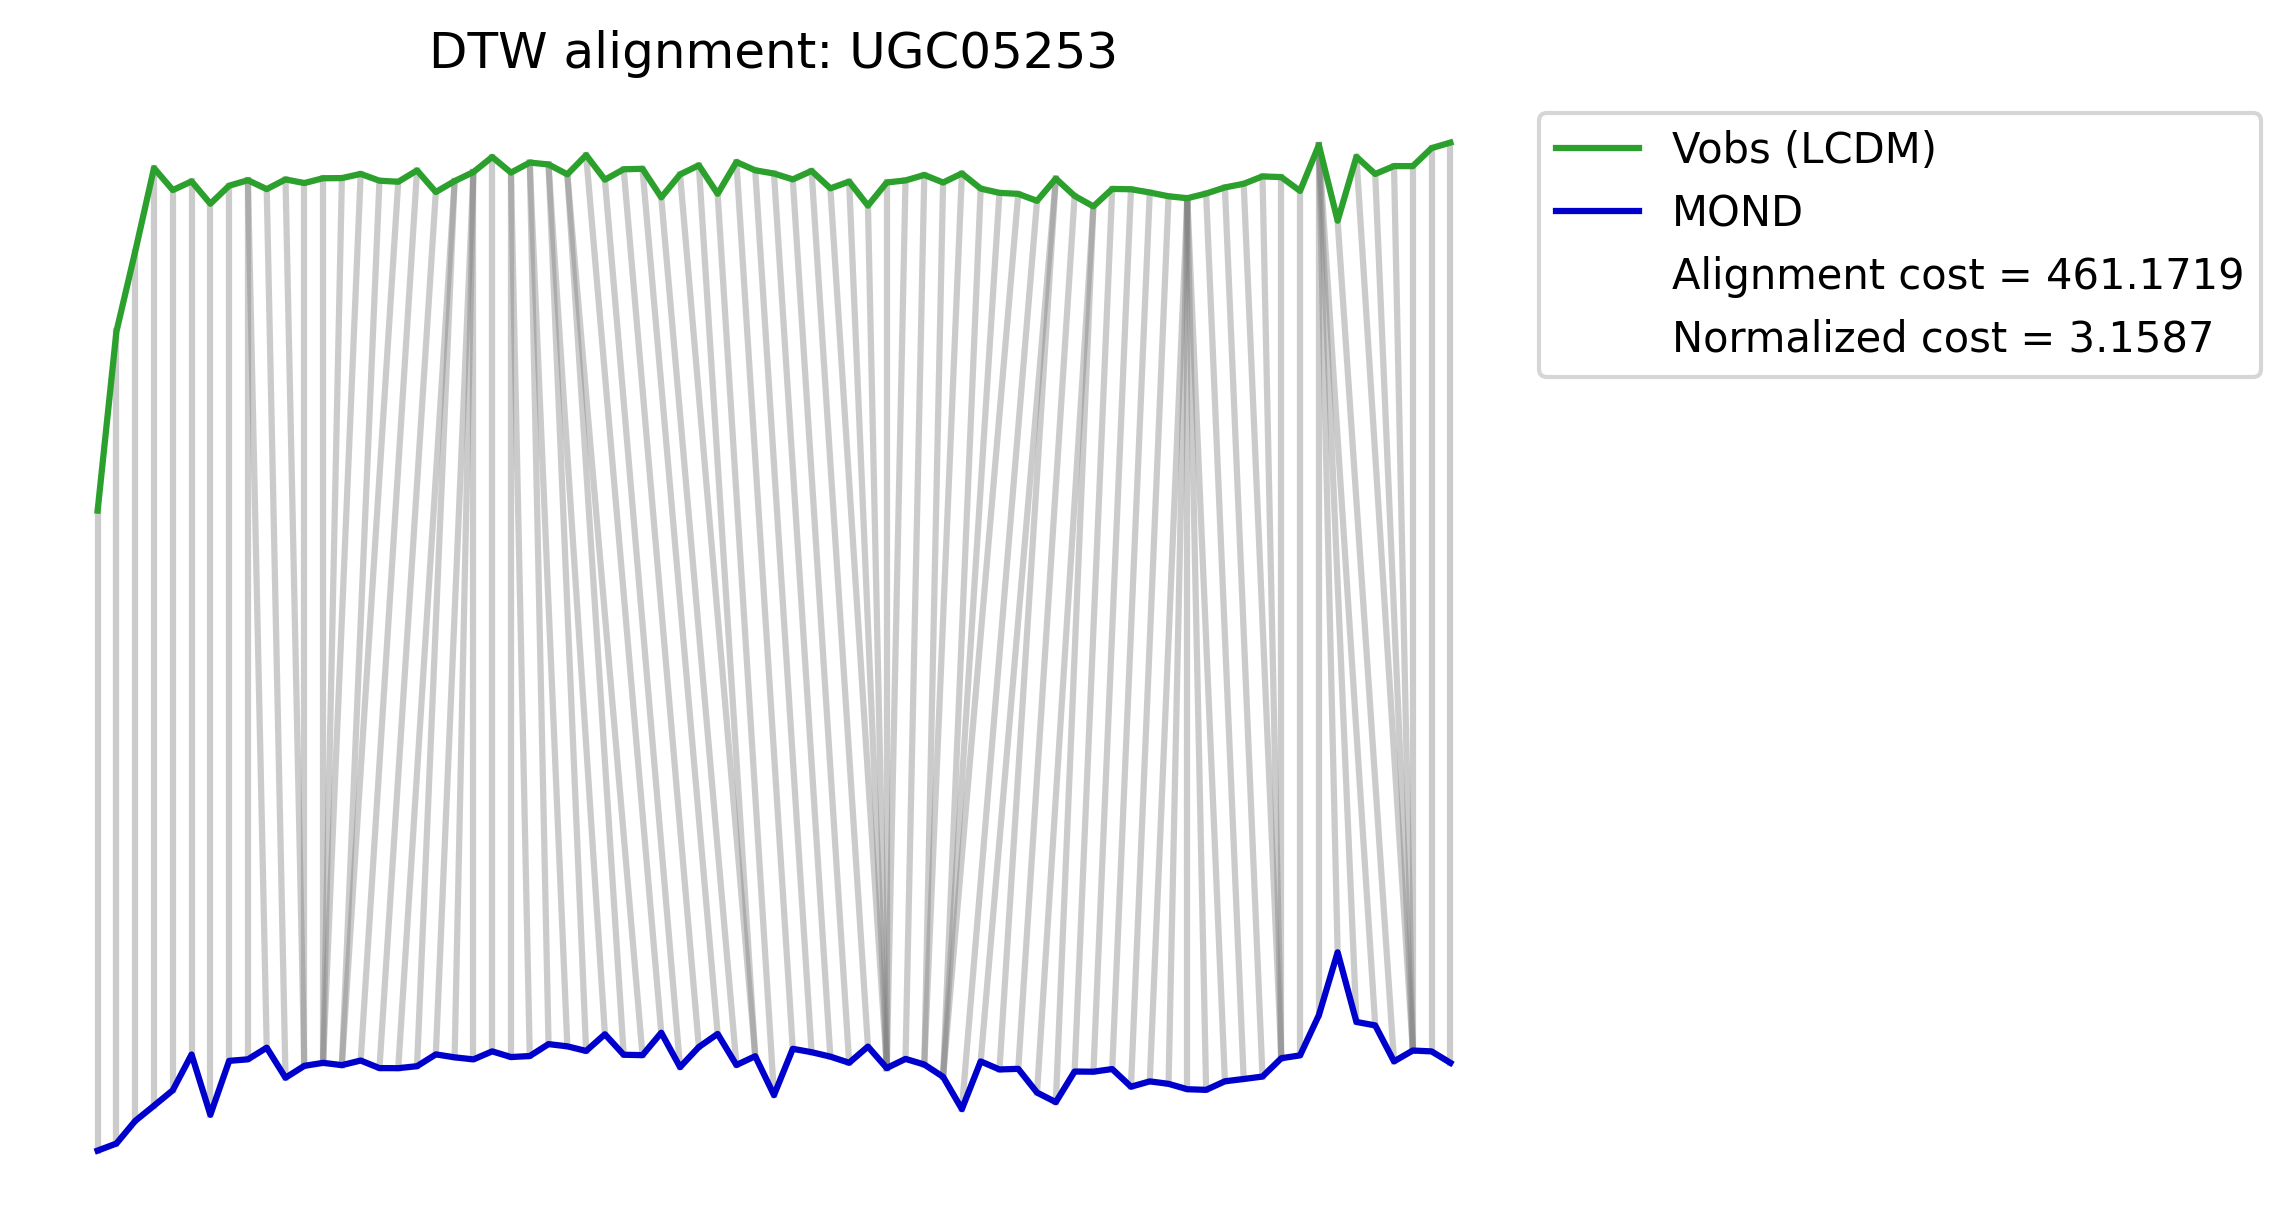 DTW alignment: UGC05253
Vobs (LCDM)
MOND
Alignment cost = 461.1719
Normalized cost = 3.1587